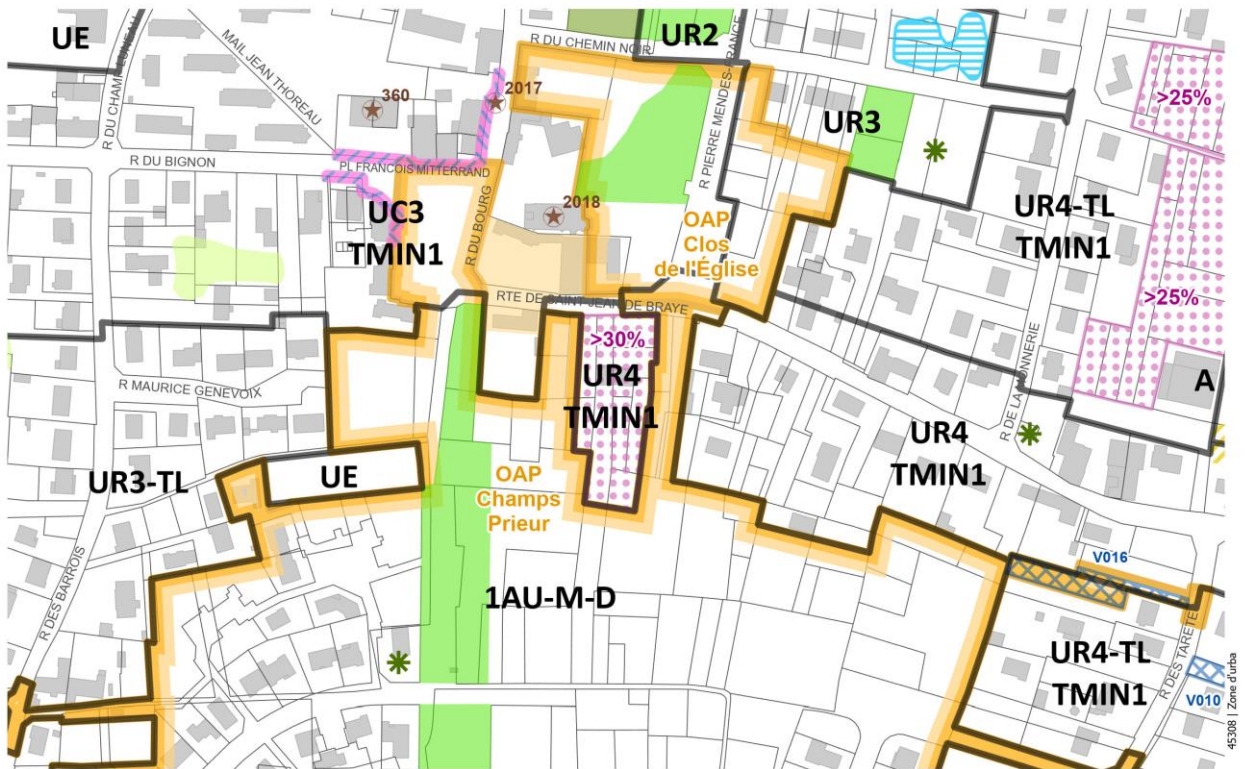 UE
R DU CHAMP LUNEAU
MAIL JEAN THOREAU
R DU CHEMIN NOIR
UR2
R PIERRE MENDES-FRANCE
360
2017
UR3
>25%
R DU BIGNON
PL FRANCOIS MITTERRAND
UC3
TMIN1
R DU BOURG
2018
OAP
Clos
de l'Église
UR4-TL
TMIN1
>25%
RTE DE SAINT-JEAN DE BRAYE
>30%
UR4
TMIN1
R MAURICE GENEVOIX
A
UR4
TMIN1
UR3-TL
UE
OAP
Champs
Prieur
R DES BARROIS
1AU-M-D
V016
UR4-TL
TMIN1
V010
45308 | Zone d'urba